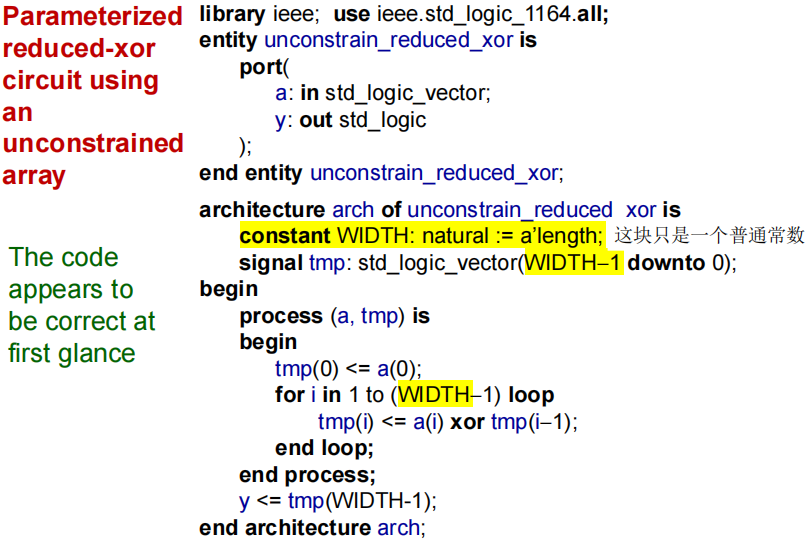 Parameterized
reduced-xor
circuit using
an
unconstrained
array
The code
appears to
be correct at
first glance
library ieee; use ieee.std_logic_1164.all;
entity unconstrain_reduced_xor is
port(
a: in std_logic_vector;
y: out std_logic
);
end entity unconstrain_reduced_xor;
architecture arch of unconstrain_reduced xor is
constant WIDTH: natural := a’length; 这块只是一个普通常数
signal tmp: std_logic_vector(WIDTH–1 downto 0);
begin
process (a, tmp) is
begin
tmp(0) <= a(0);
for i in 1 to (WIDTH–1) loop
tmp(i) <= a(i) xor tmp(i–1);
end loop;
end process;
y <= tmp(WIDTH-1);
end architecture arch;